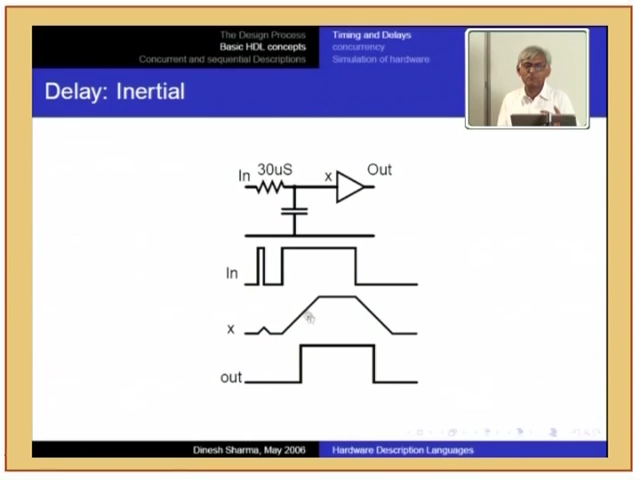 The Design Process
Basic HDL concepts
Concurrent and sequential Descriptions
Timing and Delays
concurrency
Simulation of hardware
Delay: Inertial
In 30uS x Out
In
x
out
Dinesh Sharma, May 2006 Hardware Description Languages